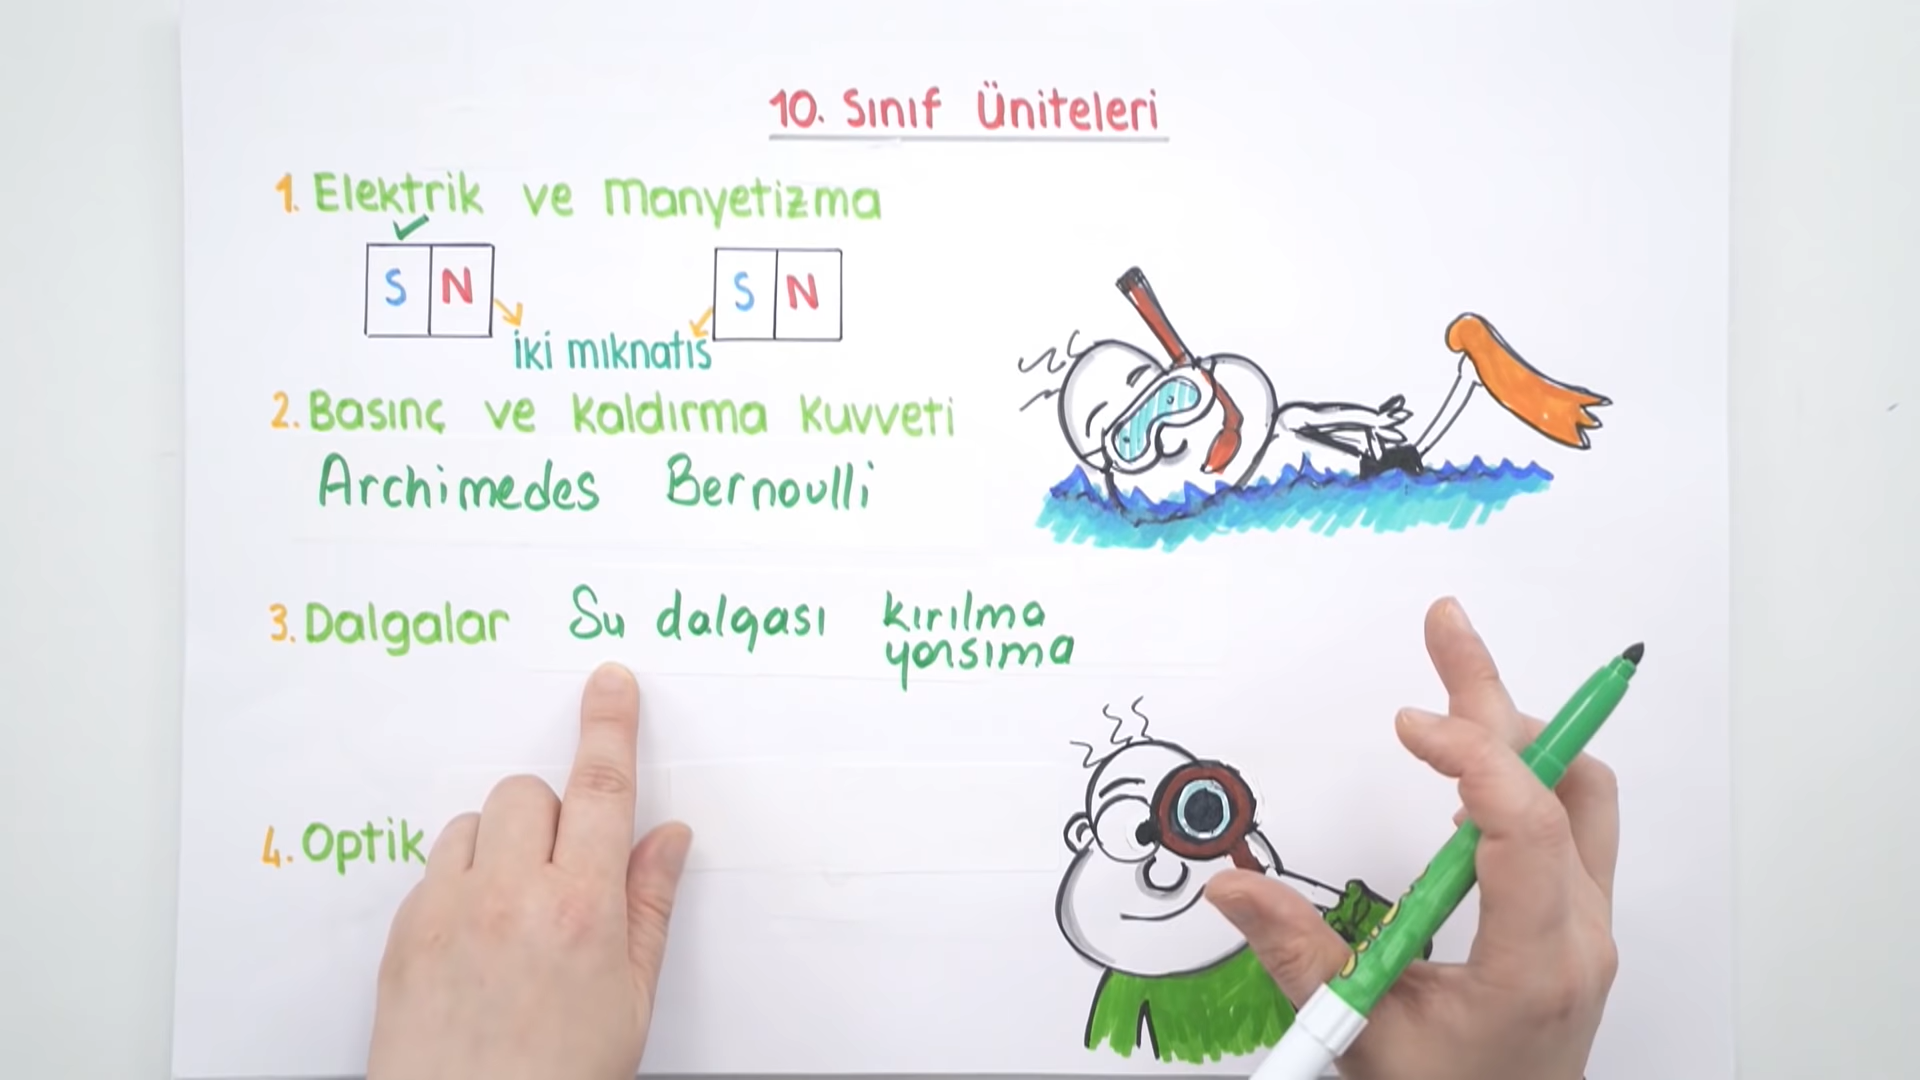 10. Sınıf Üniteleri
1. Elektrik ve Manyetizma
S N
S N
İki mıknatıs
2. Basınç ve Kaldırma Kuvveti
Archimedes Bernoulli
3. Dalgalar Su dalgası kırılma
yansıma
4. Optik